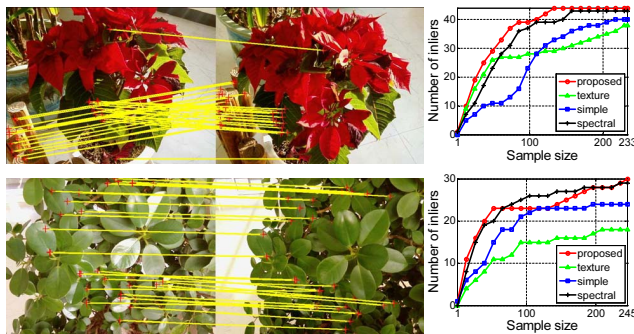 Number of inliers
40
30
20
10
0
proposed
texture
simple
spectral
1 100 200 233
Sample size
Number of inliers
30
20
10
0
proposed
texture
simple
spectral
1 100 200 245
Sample size